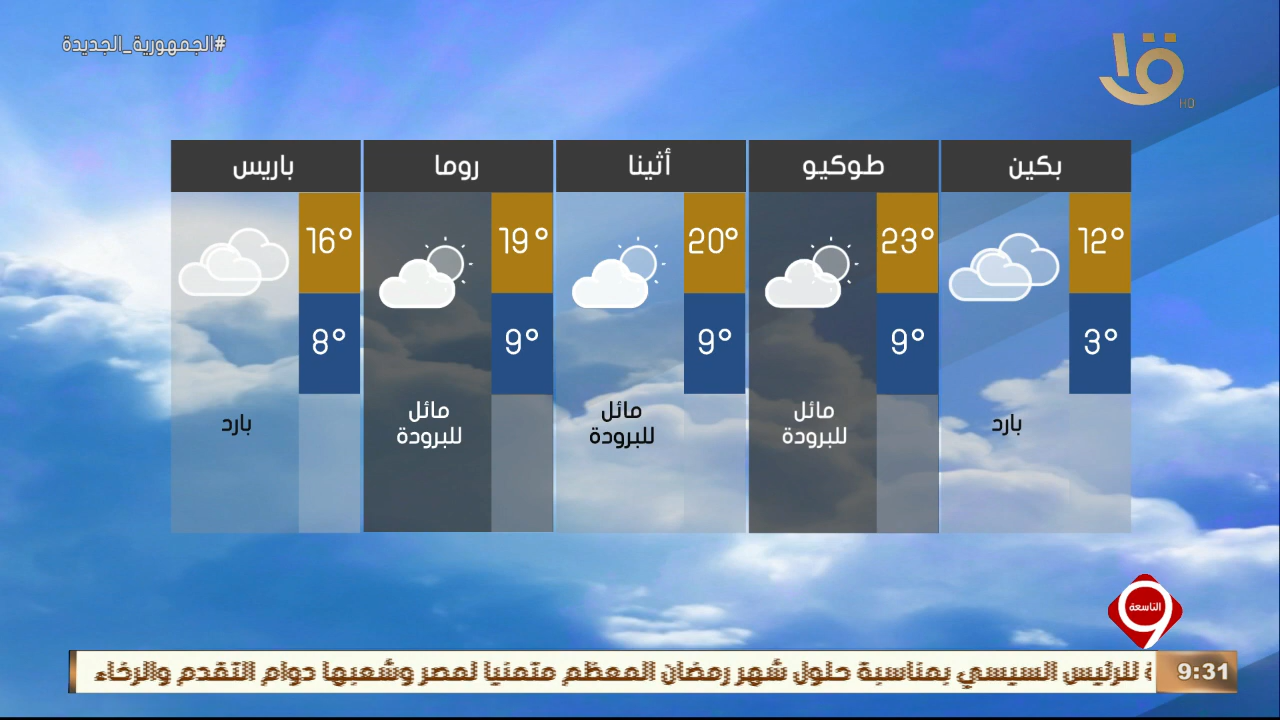 #الجمهورية_الجديدة
HD
بكين
12°
3°
بارد
طوكيو
23°
9°
مائل
للبرودة
أثينا
20°
9°
مائل
للبرودة
روما
19°
9°
مائل
للبرودة
باريس
16°
8°
بارد
التاسعة
9
9:31
للرئيس السيسي بمناسبة حلول شهر رمضان المعظم متمنيا لمصر وشعبها دوام التقدم والرخاء